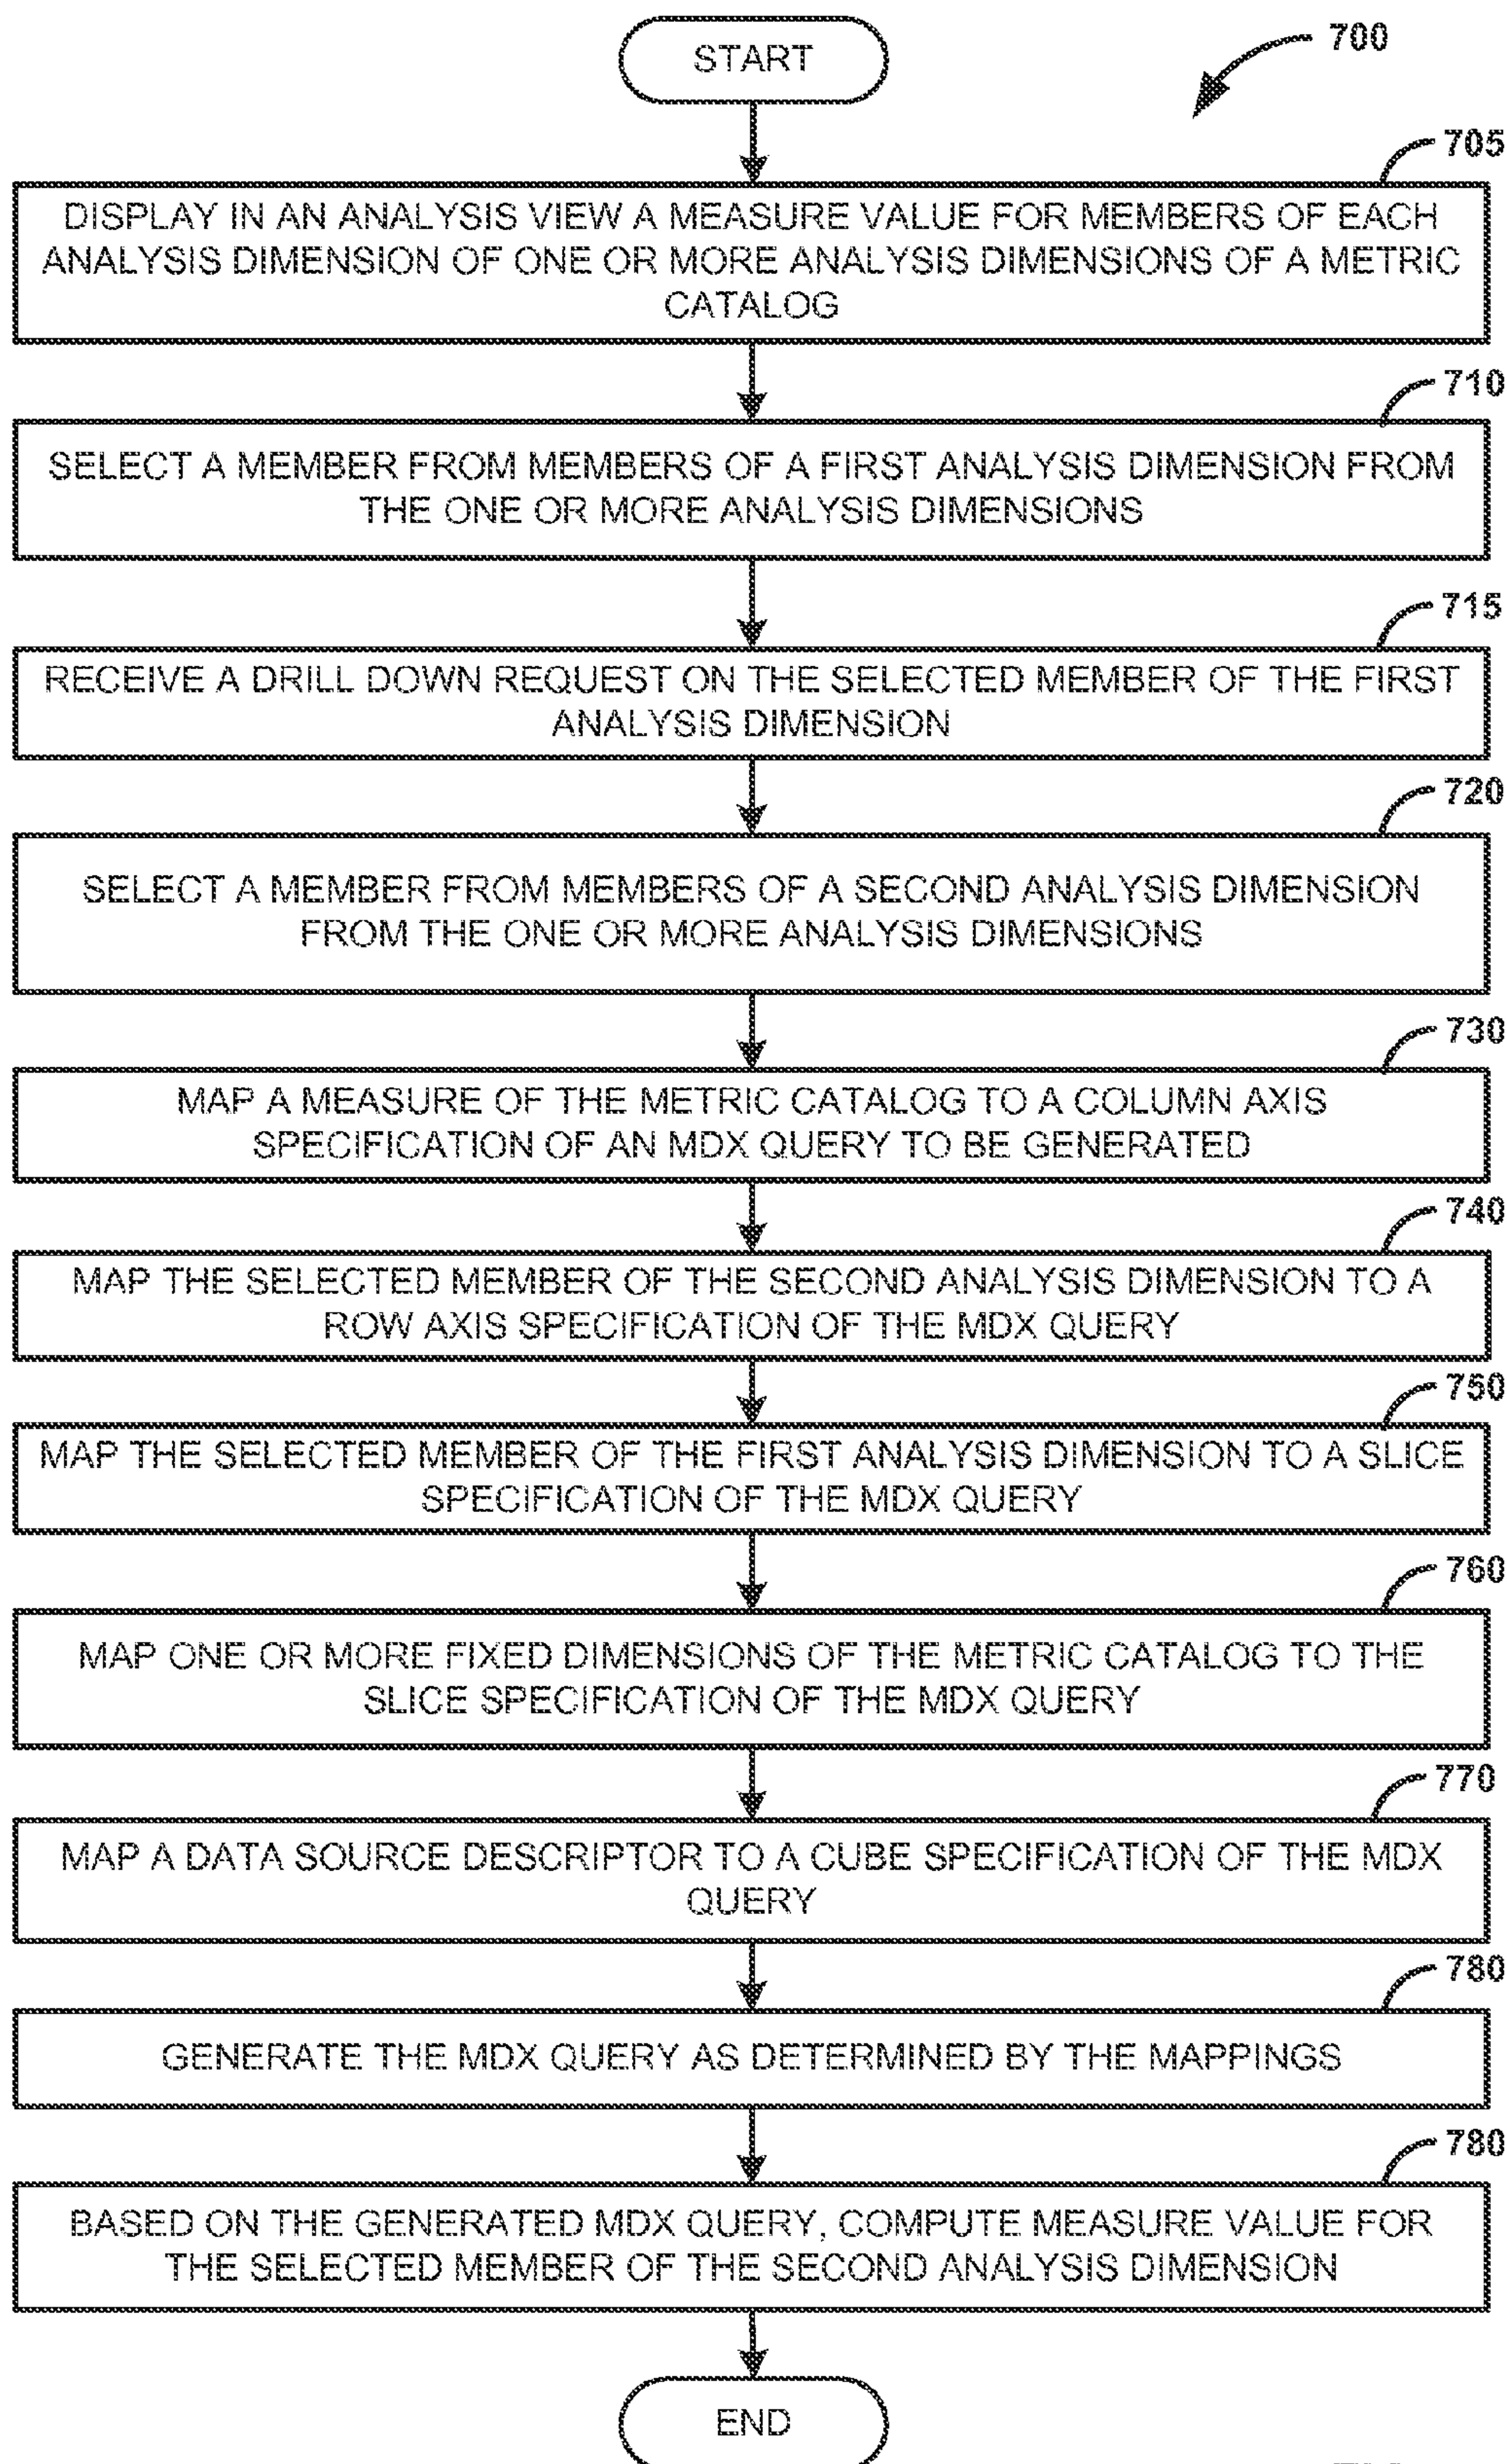 START
700
705
DISPLAY IN AN ANALYSIS VIEW A MEASURE VALUE FOR MEMBERS OF EACH
ANALYSIS DIMENSION OF ONE OR MORE ANALYSIS DIMENSIONS OF A METRIC
CATALOG
710
SELECT A MEMBER FROM MEMBERS OF A FIRST ANALYSIS DIMENSION FROM
THE ONE OR MORE ANALYSIS DIMENSIONS
715
RECEIVE A DRILL DOWN REQUEST ON THE SELECTED MEMBER OF THE FIRST
ANALYSIS DIMENSION
720
SELECT A MEMBER FROM MEMBERS OF A SECOND ANALYSIS DIMENSION
FROM THE ONE OR MORE ANALYSIS DIMENSIONS
730
MAP A MEASURE OF THE METRIC CATALOG TO A COLUMN AXIS
SPECIFICATION OF AN MDX QUERY TO BE GENERATED
740
MAP THE SELECTED MEMBER OF THE SECOND ANALYSIS DIMENSION TO A
ROW AXIS SPECIFICATION OF THE MDX QUERY
750
MAP THE SELECTED MEMBER OF THE FIRST ANALYSIS DIMENSION TO A SLICE
SPECIFICATION OF THE MDX QUERY
760
MAP ONE OR MORE FIXED DIMENSIONS OF THE METRIC CATALOG TO THE
SLICE SPECIFICATION OF THE MDX QUERY
770
MAP A DATA SOURCE DESCRIPTOR TO A CUBE SPECIFICATION OF THE MDX
QUERY
780
GENERATE THE MDX QUERY AS DETERMINED BY THE MAPPINGS
780
BASED ON THE GENERATED MDX QUERY, COMPUTE MEASURE VALUE FOR
THE SELECTED MEMBER OF THE SECOND ANALYSIS DIMENSION
END